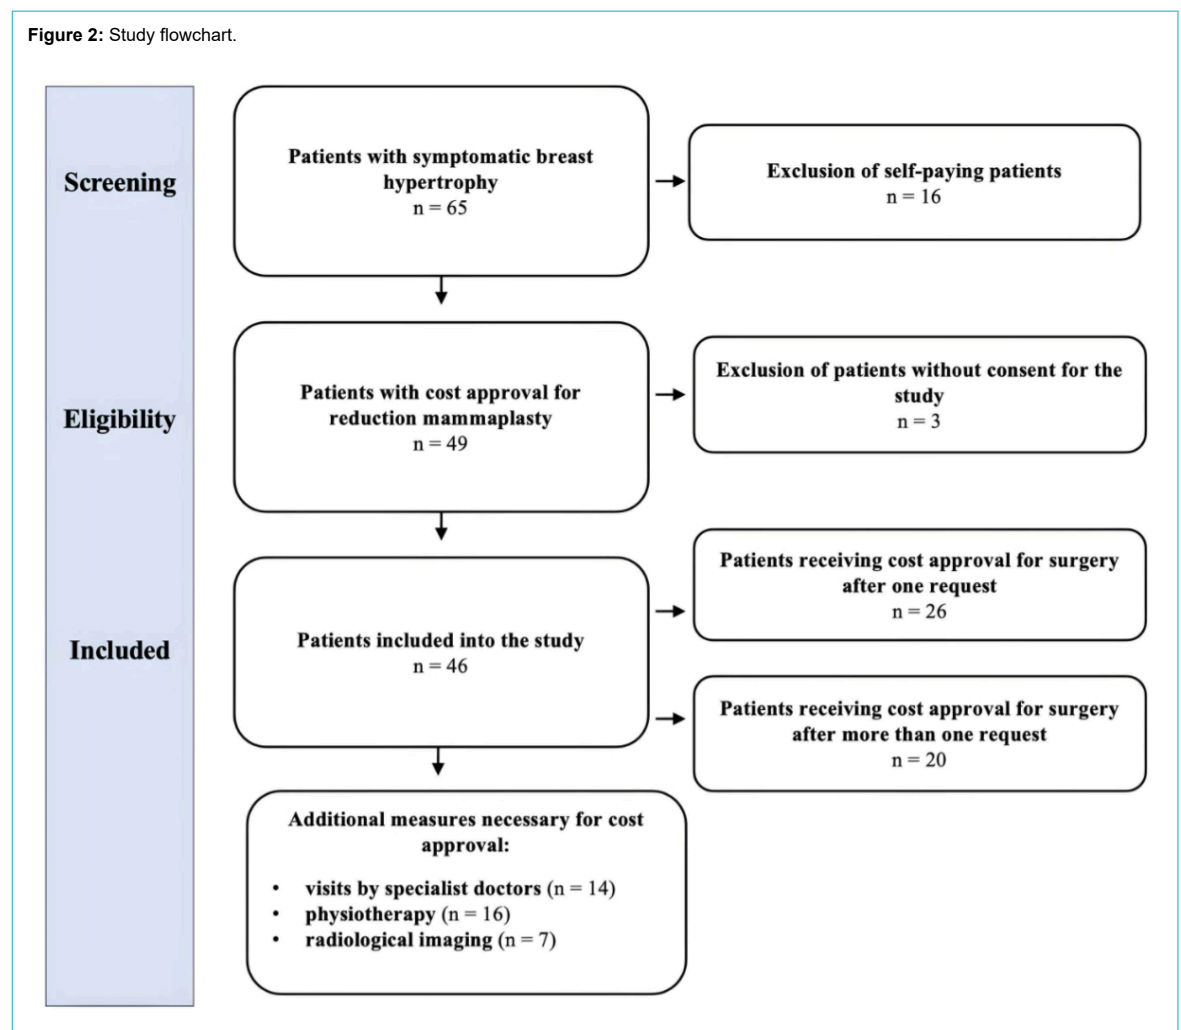 Figure 2: Study flowchart.
Screening
Patients with symptomatic breast
hypertrophy
n = 65
Exclusion of self-paying patients
n = 16
Eligibility
Patients with cost approval for
reduction mammaplasty
n = 49
Exclusion of patients without consent for the
study
n = 3
Included
Patients included into the study
n = 46
Patients receiving cost approval for surgery
after one request
n = 26
Patients receiving cost approval for surgery
after more than one request
n = 20
Additional measures necessary for cost
approval:
• visits by specialist doctors (n = 14)
• physiotherapy (n = 16)
• radiological imaging (n = 7)